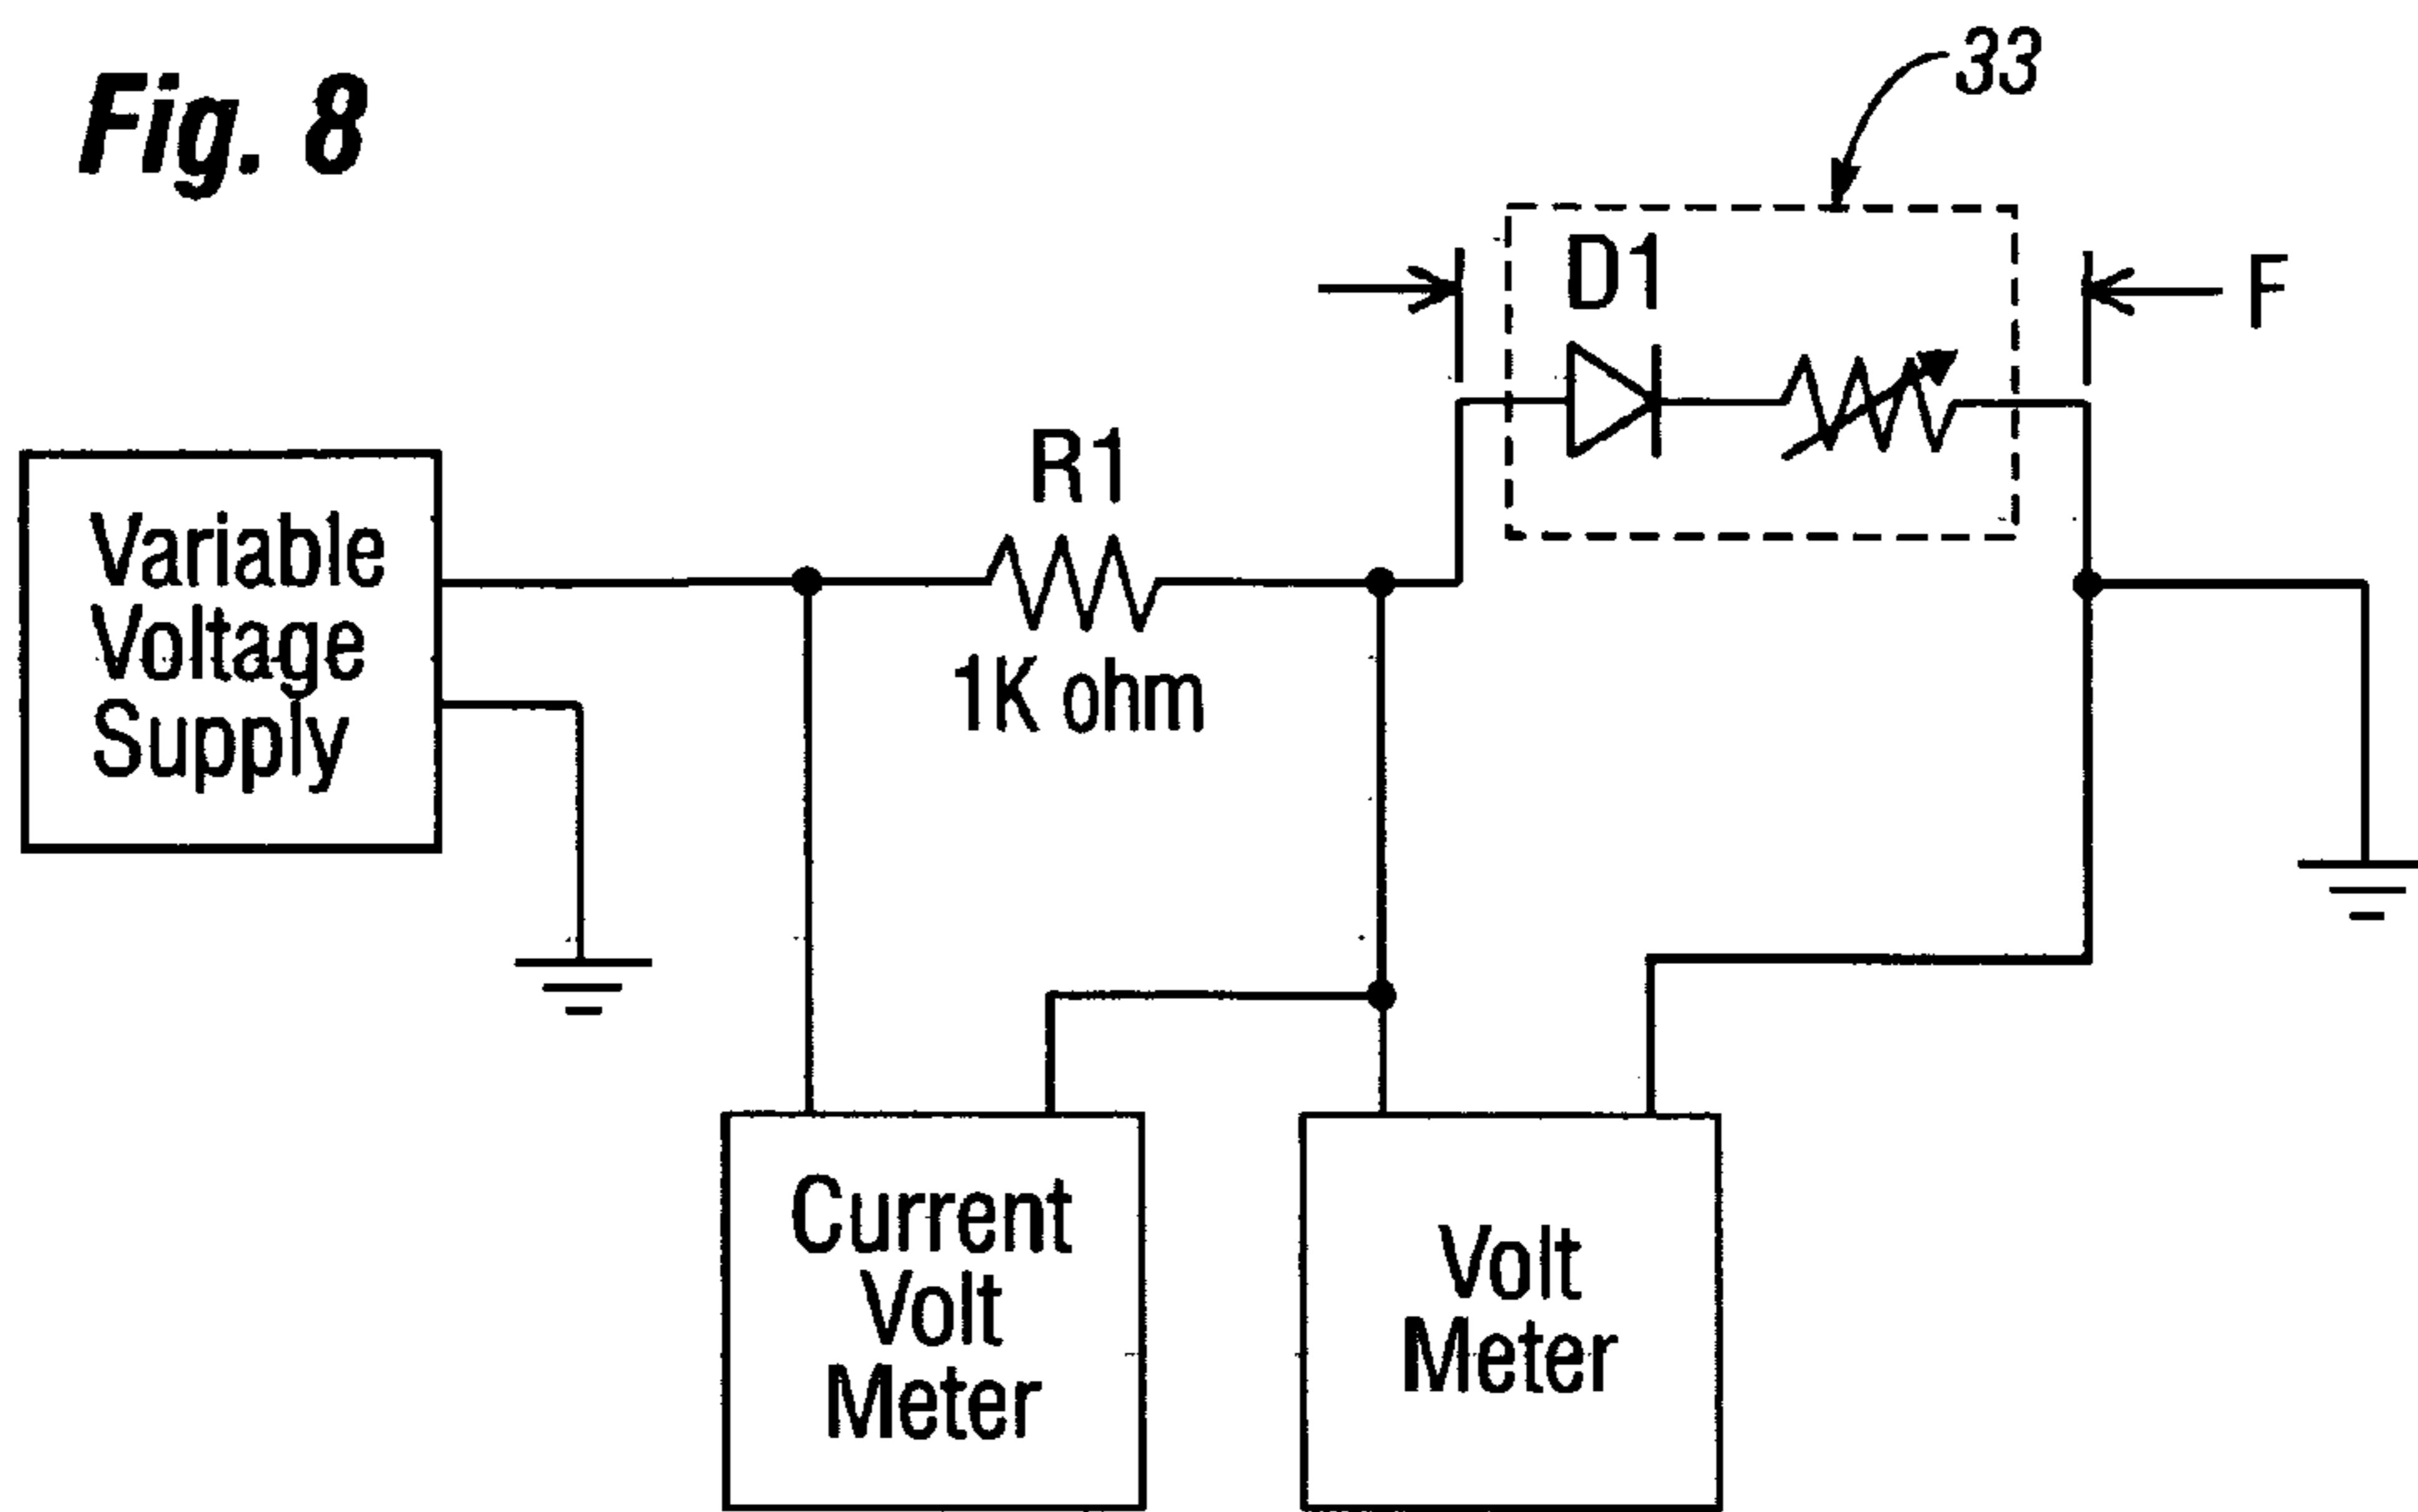 Fig. 8
33
D1
F
R1
1K ohm
Variable
Voltage
Supply
Current
Volt
Meter
Volt
Meter